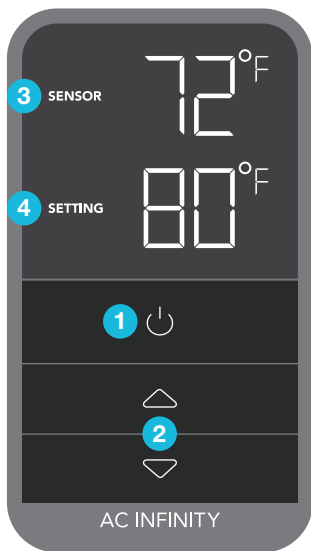 72°F
3 SENSOR
80°F
4 SETTING
1
2
AC INFINITY